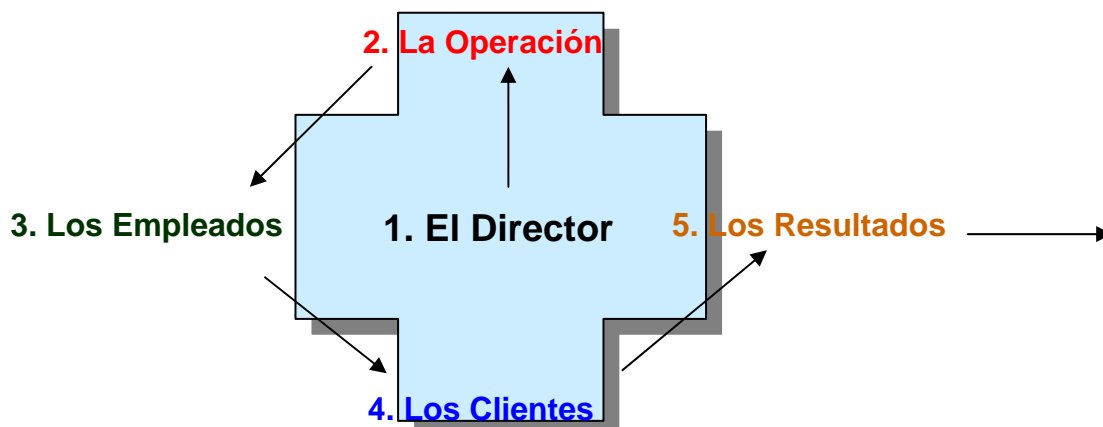 2. La Operación
3. Los Empleados
1. El Director
5. Los Resultados
4. Los Clientes